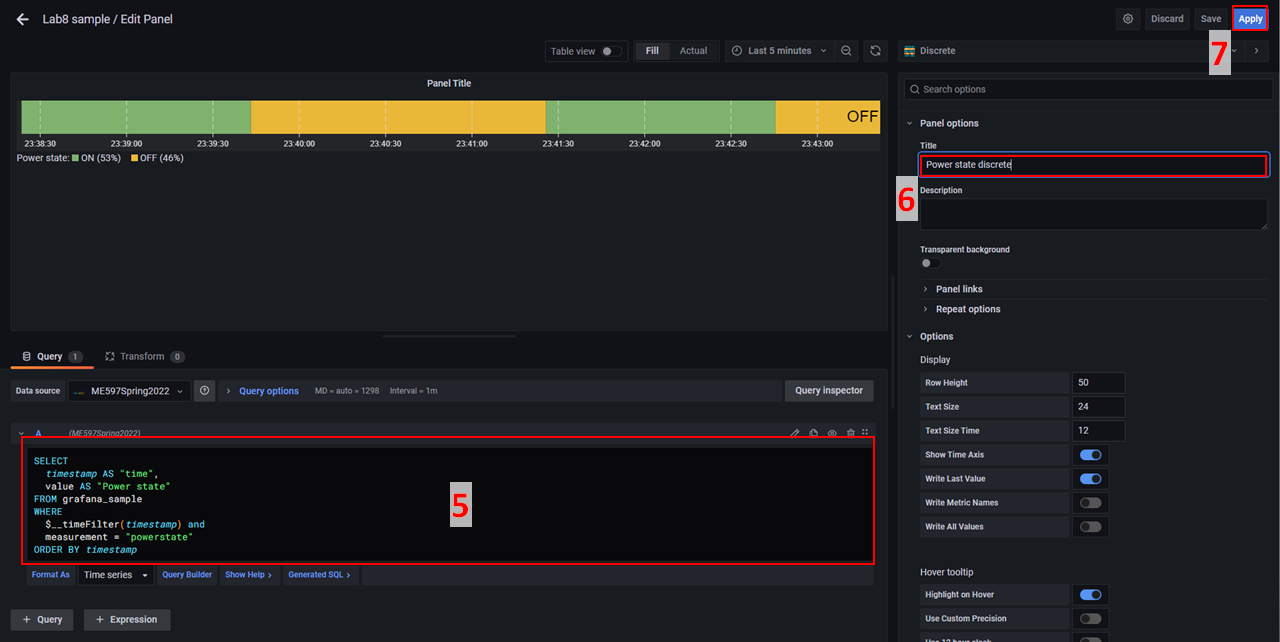 Lab8 sample / Edit Panel
Discard
Save
Apply
7
Table view
Fill
Actual
Last 5 minutes
Discrete
Panel Title
OFF
23:38:30
23:39:00
23:39:30
23:40:00
23:40:30
23:41:00
23:41:30
23:42:00
23:42:30
23:43:00
Power state: ON (53%) OFF (46%)
Search options
Panel options
Title
Power state discrete
6
Description
Transparent background
Panel links
Repeat options
Options
Display
Row Height 50
Text Size 24
Text Size Time 12
Show Time Axis
Write Last Value
Write Metric Names
Write All Values
Hover tooltip
Highlight on Hover
Use Custom Precision
Use 12 hour clock
Query 1
Transform 0
Data source
ME597Spring2022
Query options
MD = auto = 1298
Interval = 1m
Query inspector
A
(ME597Spring2022)
SELECT
timestamp AS "time",
value AS "Power state"
FROM grafana_sample
WHERE
$__timeFilter(timestamp) and
measurement = "powerstate"
ORDER BY timestamp
5
Format As
Time series
Query Builder
Show Help
Generated SQL
+ Query
+ Expression